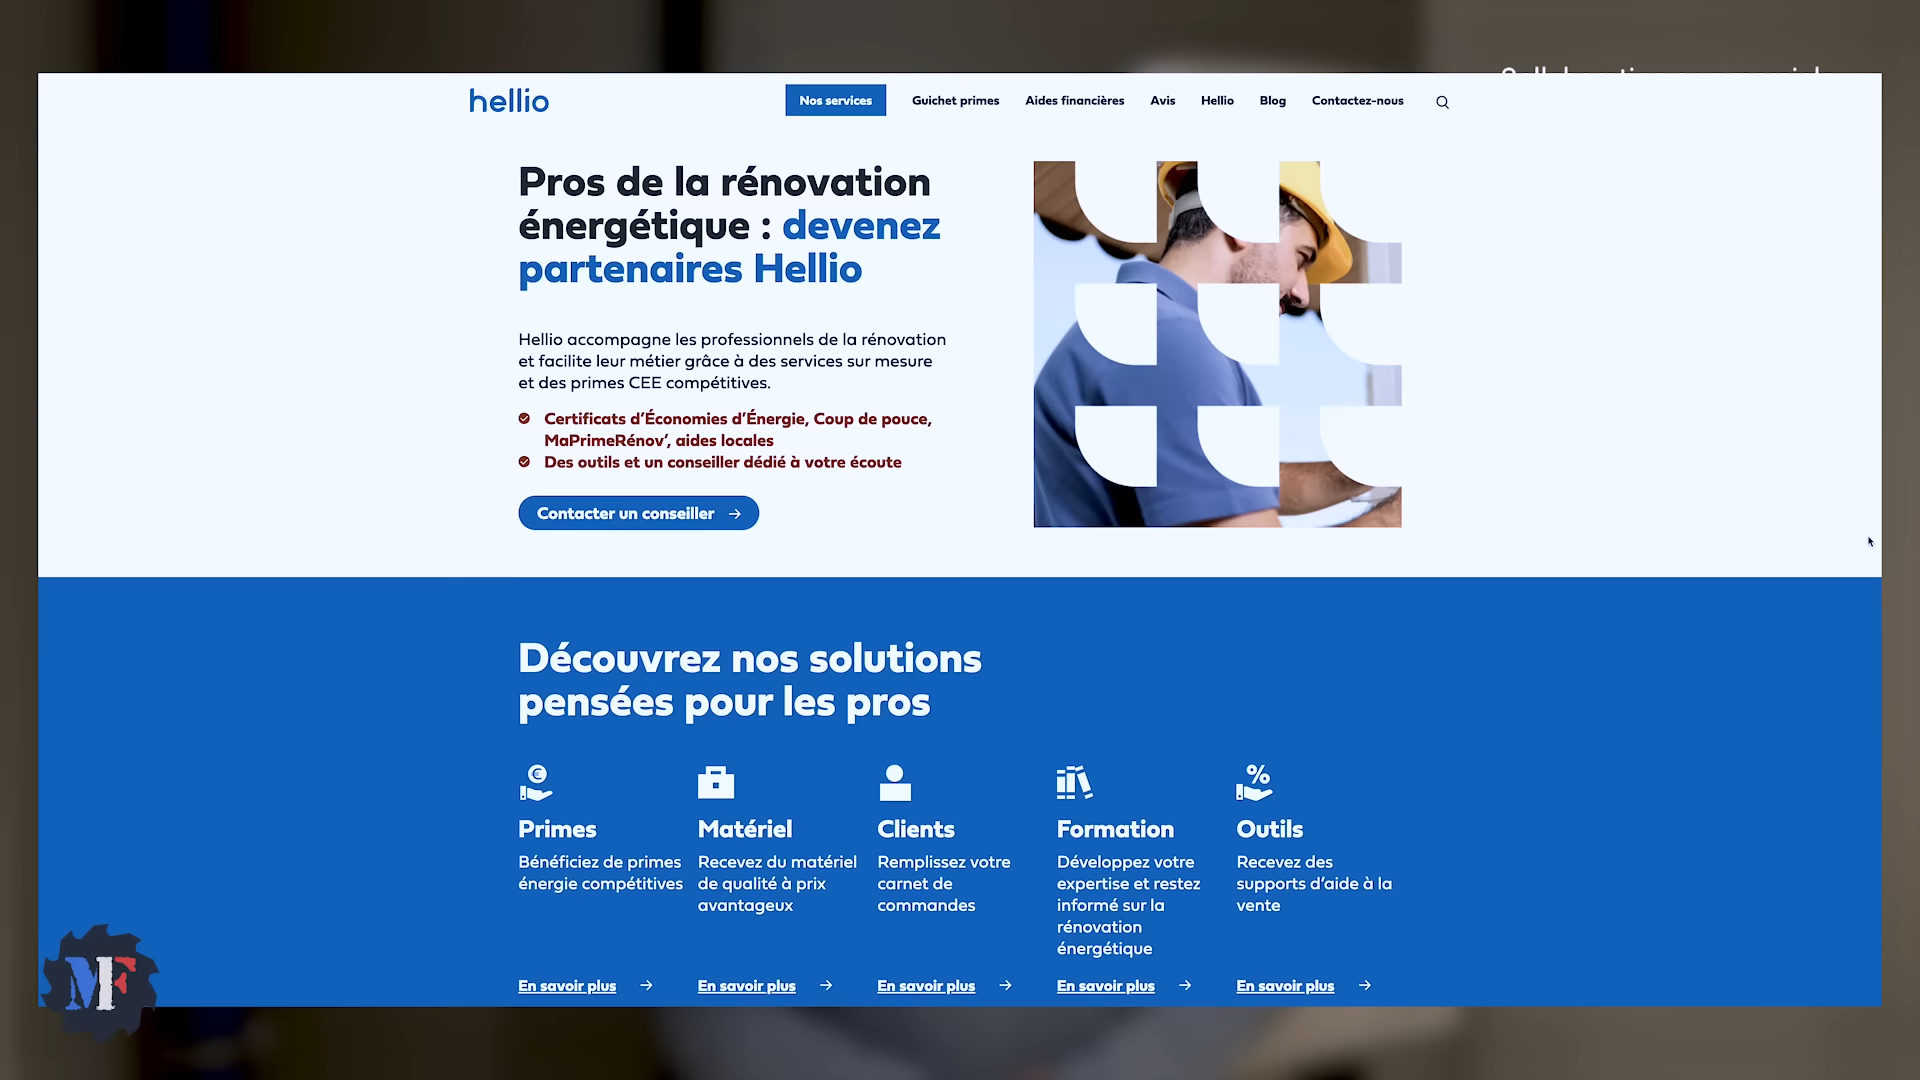 hellio
Nos services
Guichet primes
Aides financières
Avis
Hellio
Blog
Contactez-nous
Pros de la rénovation
énergétique : devenez
partenaires Hellio
Hellio accompagne les professionnels de la rénovation
et facilite leur métier grâce à des services sur mesure
et des primes CEE compétitives.
Certificats d'Économies d'Énergie, Coup de pouce,
MaPrimeRénov', aides locales
Des outils et un conseiller dédié à votre écoute
Contacter un conseiller
Découvrez nos solutions
pensées pour les pros
Primes
Bénéficiez de primes
énergie compétitives
En savoir plus
Matériel
Recevez du matériel
de qualité à prix
avantageux
En savoir plus
Clients
Remplissez votre
carnet de
commandes
En savoir plus
Formation
Développez votre
expertise et restez
informé sur la
rénovation
énergétique
En savoir plus
Outils
Recevez des
supports d'aide à la
vente
En savoir plus
MF